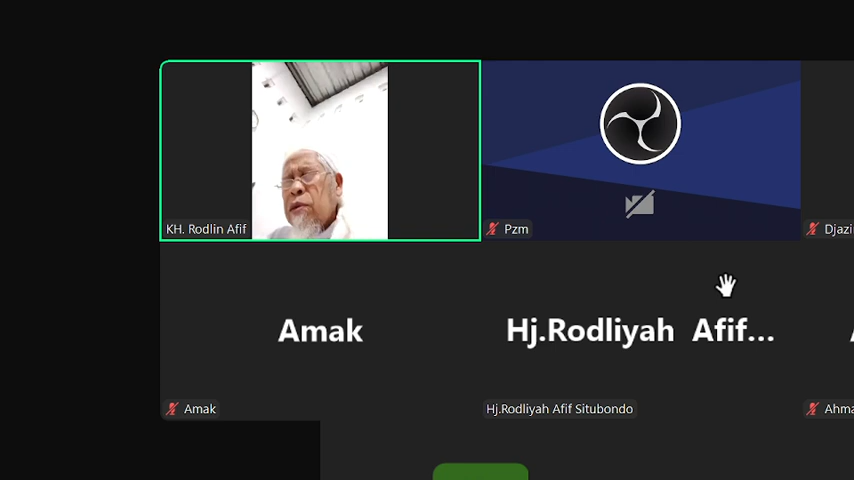 KH. Rodlin Afif
Pzm
Djazi
Amak
Hj.Rodliyah Afif...
Amak
Hj.Rodliyah Afif Situbondo
Ahma